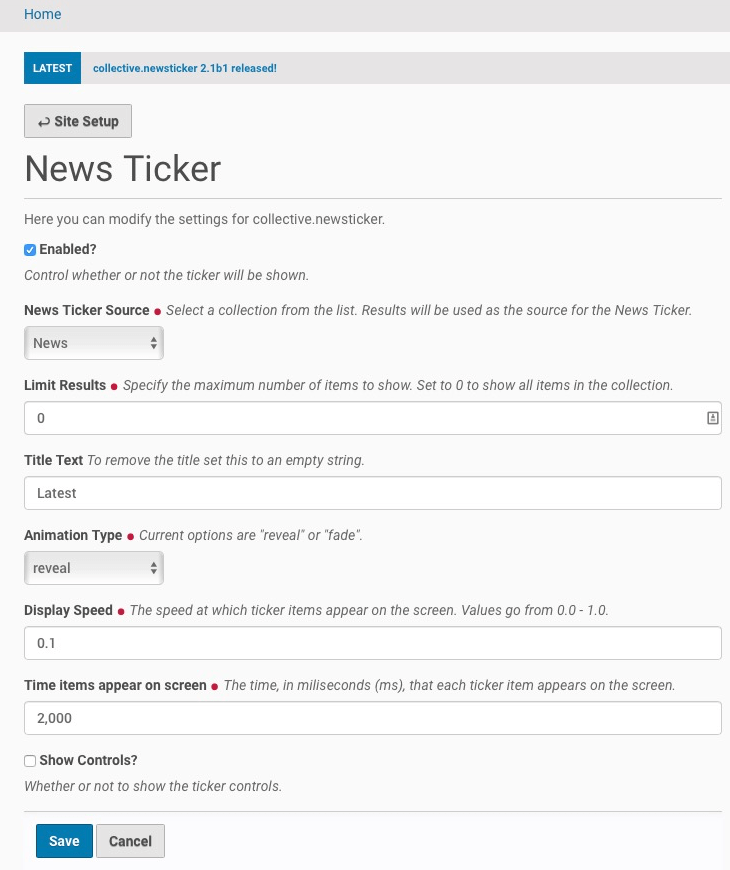 Home
LATEST collective.newsticker 2.1b1 released!
Site Setup
News Ticker
Here you can modify the settings for collective.newsticker.
Enabled?
Control whether or not the ticker will be shown.
News Ticker Source Select a collection from the list. Results will be used as the source for the News Ticker.
News
Limit Results Specify the maximum number of items to show. Set to 0 to show all items in the collection.
0
Title Text To remove the title set this to an empty string.
Latest
Animation Type Current options are "reveal" or "fade".
reveal
Display Speed The speed at which ticker items appear on the screen. Values go from 0.0 - 1.0.
0.1
Time items appear on screen The time, in miliseconds (ms), that each ticker item appears on the screen.
2,000
Show Controls?
Whether or not to show the ticker controls.
Save Cancel